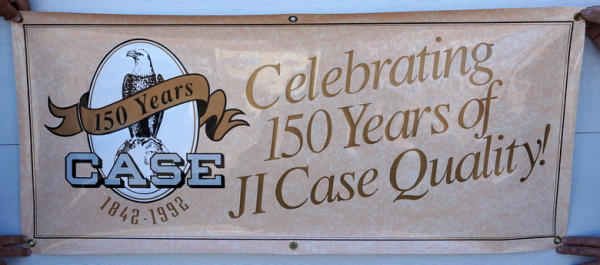 150 Years
CASE
1842-1992
Celebrating
150 Years of
JI Case Quality!